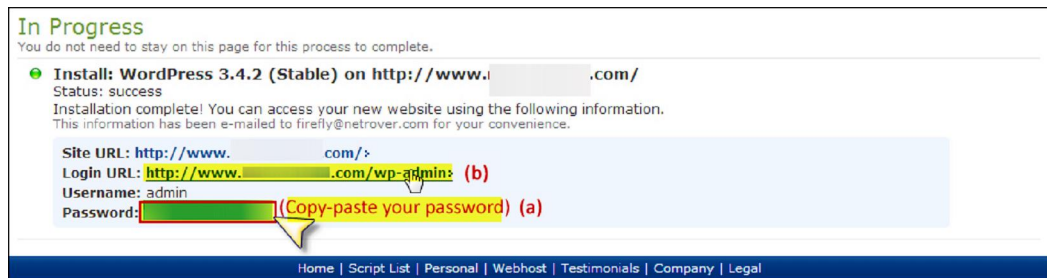 In Progress
You do not need to stay on this page for this process to complete.
Install: WordPress 3.4.2 (Stable) on http://www. .com/
Status: success
Installation complete! You can access your new website using the following information.
This information has been e-mailed to firefly@netrover.com for your convenience.
Site URL: http://www. com/
Login URL: http://www. .com/wp-admin (b)
Username: admin
Password: (Copy-paste your password) (a)
Home | Script List | Personal | Webhost | Testimonials | Company | Legal